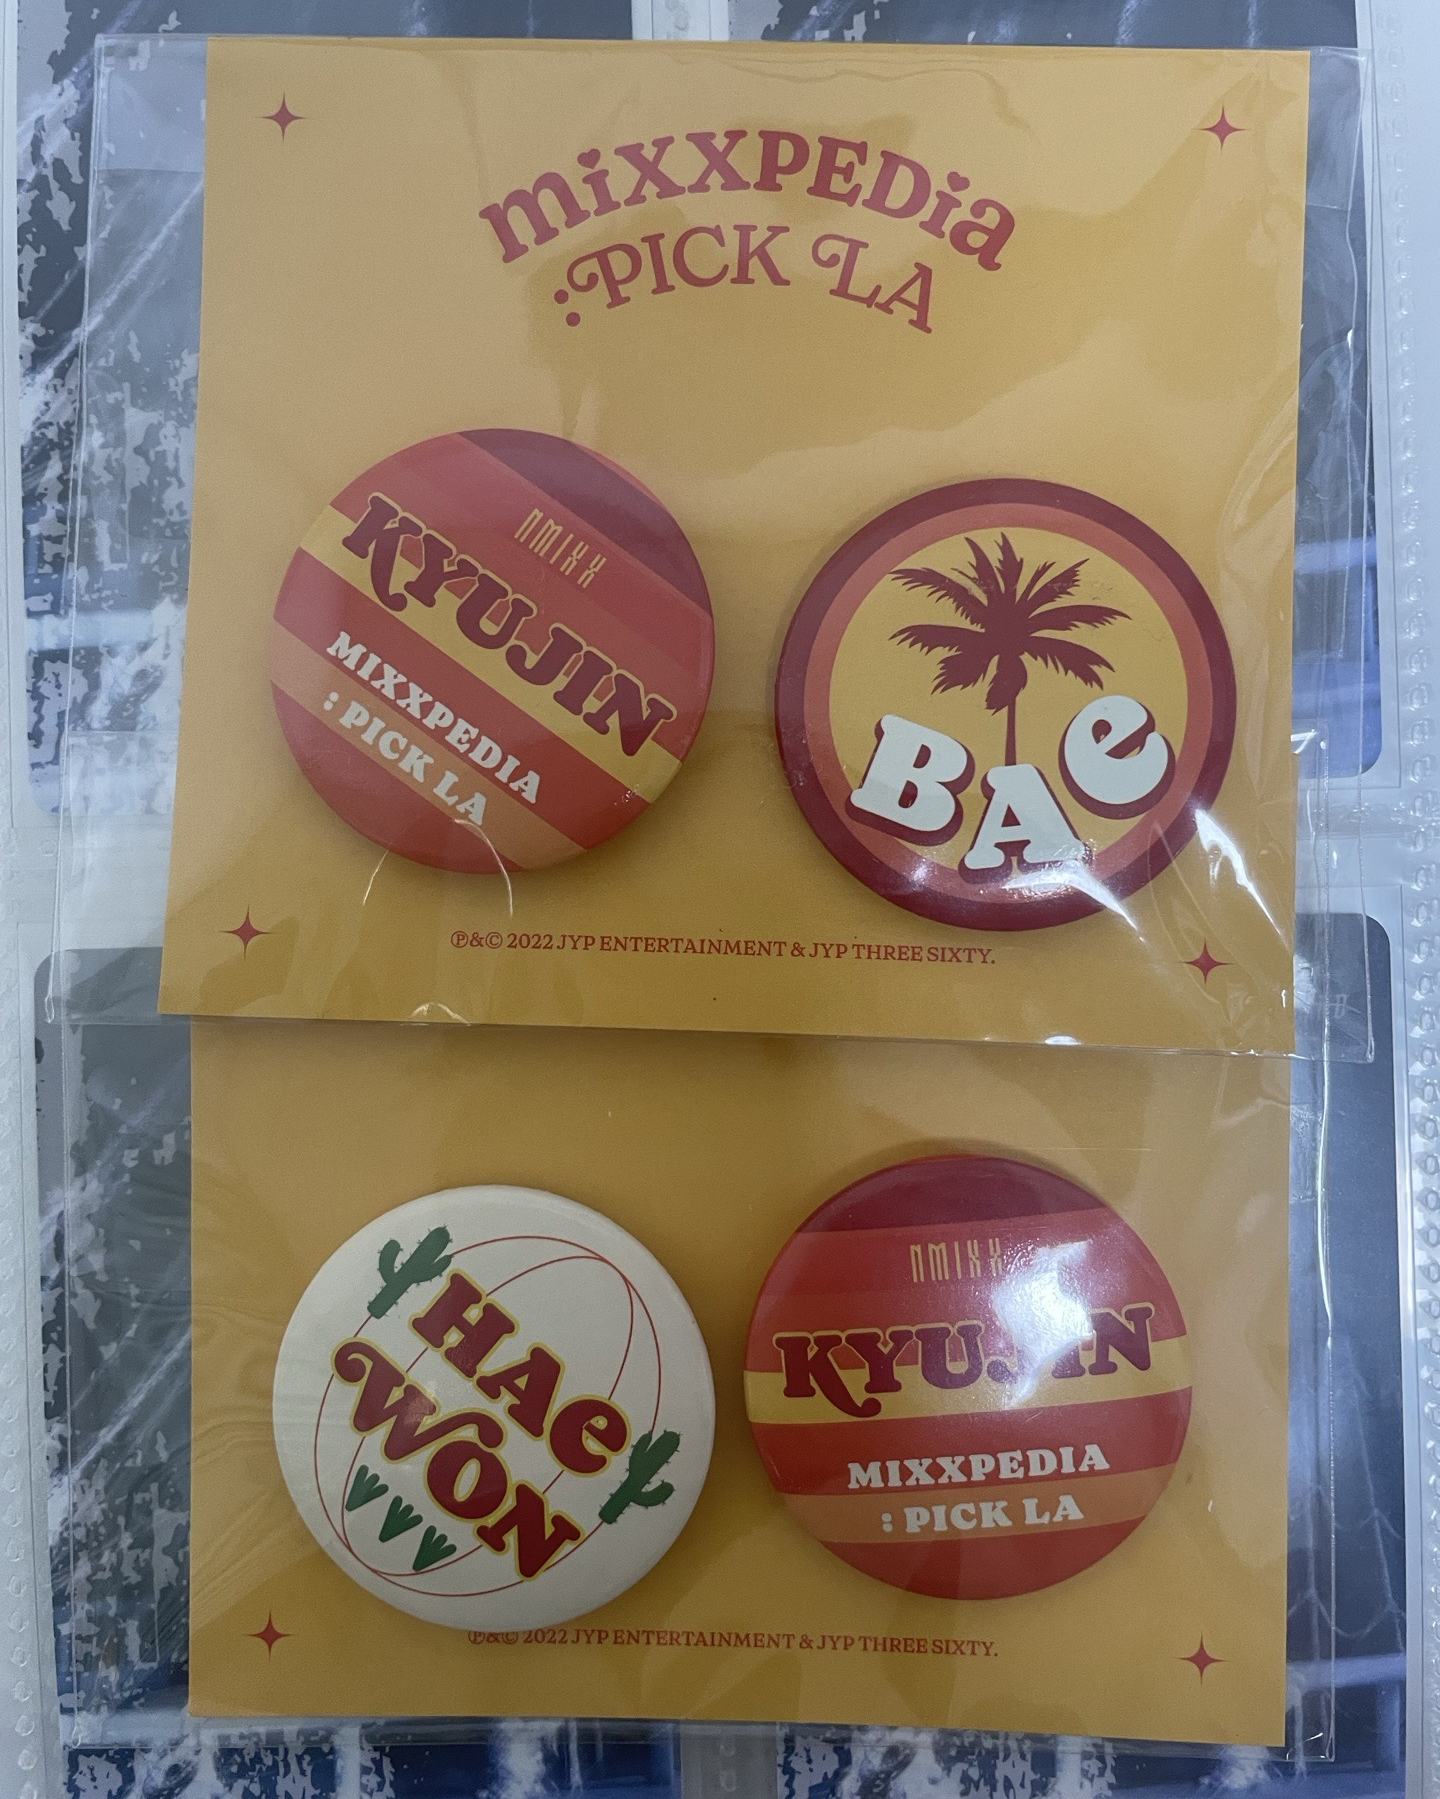 miXXPEDia
:PICK LA
NMIXX
KYUJIN
MIXXPEDIA
: PICK LA
BAe
℗&© 2022 JYP ENTERTAINMENT & JYP THREE SIXTY.
HAe
WON
NMIXX
KYUJIN
MIXXPEDIA
: PICK LA
℗&© 2022 JYP ENTERTAINMENT & JYP THREE SIXTY.